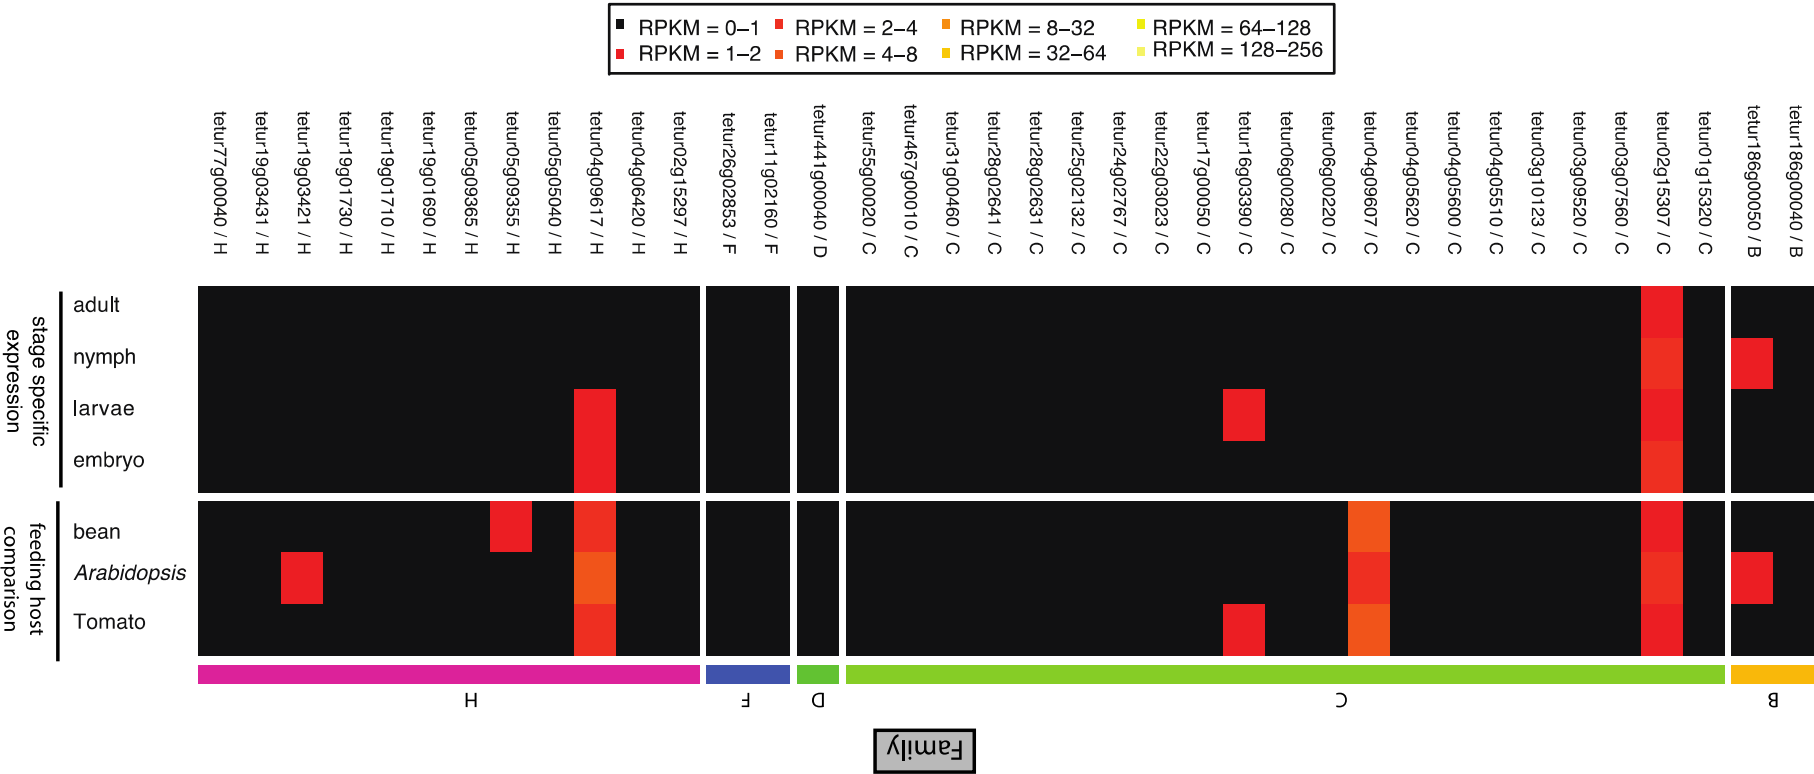 RPKM = 0–1 RPKM = 2–4 RPKM = 8–32 RPKM = 64–128
RPKM = 1–2 RPKM = 4–8 RPKM = 32–64 RPKM = 128–256
tetur77g00040 / H
tetur19g03431 / H
tetur19g03421 / H
tetur19g01730 / H
tetur19g01710 / H
tetur19g01690 / H
tetur05g09365 / H
tetur05g09355 / H
tetur05g05040 / H
tetur04g09617 / H
tetur04g06420 / H
tetur02g15297 / H
tetur26g02853 / F
tetur11g02160 / F
tetur441g00040 / D
tetur55g00020 / C
tetur467g00010 / C
tetur31g00460 / C
tetur28g02641 / C
tetur28g02631 / C
tetur25g02132 / C
tetur24g02767 / C
tetur22g03023 / C
tetur17g00050 / C
tetur16g03390 / C
tetur06g00280 / C
tetur06g00220 / C
tetur04g09607 / C
tetur04g05620 / C
tetur04g05600 / C
tetur04g05510 / C
tetur03g10123 / C
tetur03g09520 / C
tetur03g07560 / C
tetur02g15307 / C
tetur01g15320 / C
tetur186g00050 / B
tetur186g00040 / B
stage specific
expression
adult
nymph
larvae
embryo
feeding host
comparison
bean
Arabidopsis
Tomato
H F D C B
Family